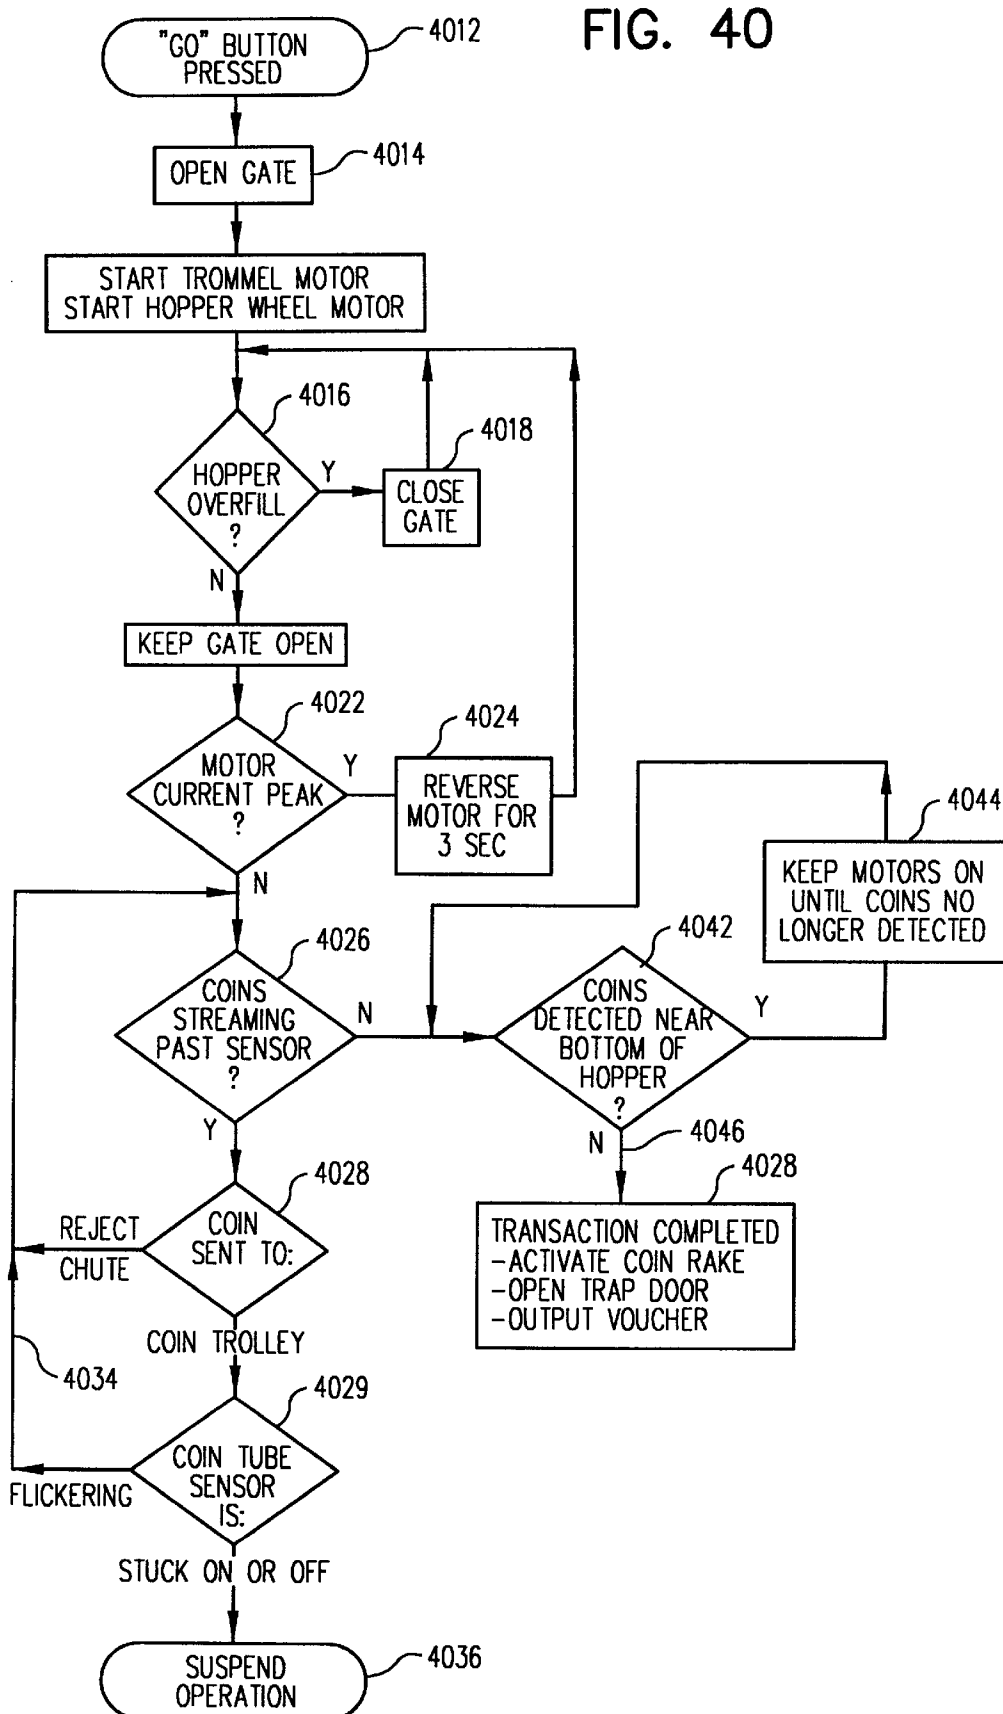 FIG. 40
"GO" BUTTON
PRESSED
4012
OPEN GATE
4014
START TROMMEL MOTOR
START HOPPER WHEEL MOTOR
4016
HOPPER
OVERFILL
?
Y
4018
CLOSE
GATE
N
KEEP GATE OPEN
4022
MOTOR
CURRENT PEAK
?
Y
4024
REVERSE
MOTOR FOR
3 SEC
N
4044
KEEP MOTORS ON
UNTIL COINS NO
LONGER DETECTED
4026
COINS
STREAMING
PAST SENSOR
?
N
4042
COINS
DETECTED NEAR
BOTTOM OF
HOPPER
?
Y
Y
N
4046
4028
TRANSACTION COMPLETED
-ACTIVATE COIN RAKE
-OPEN TRAP DOOR
-OUTPUT VOUCHER
4028
COIN
SENT TO:
REJECT
CHUTE
COIN TROLLEY
4034
4029
COIN TUBE
SENSOR
IS:
FLICKERING
STUCK ON OR OFF
SUSPEND
OPERATION
4036